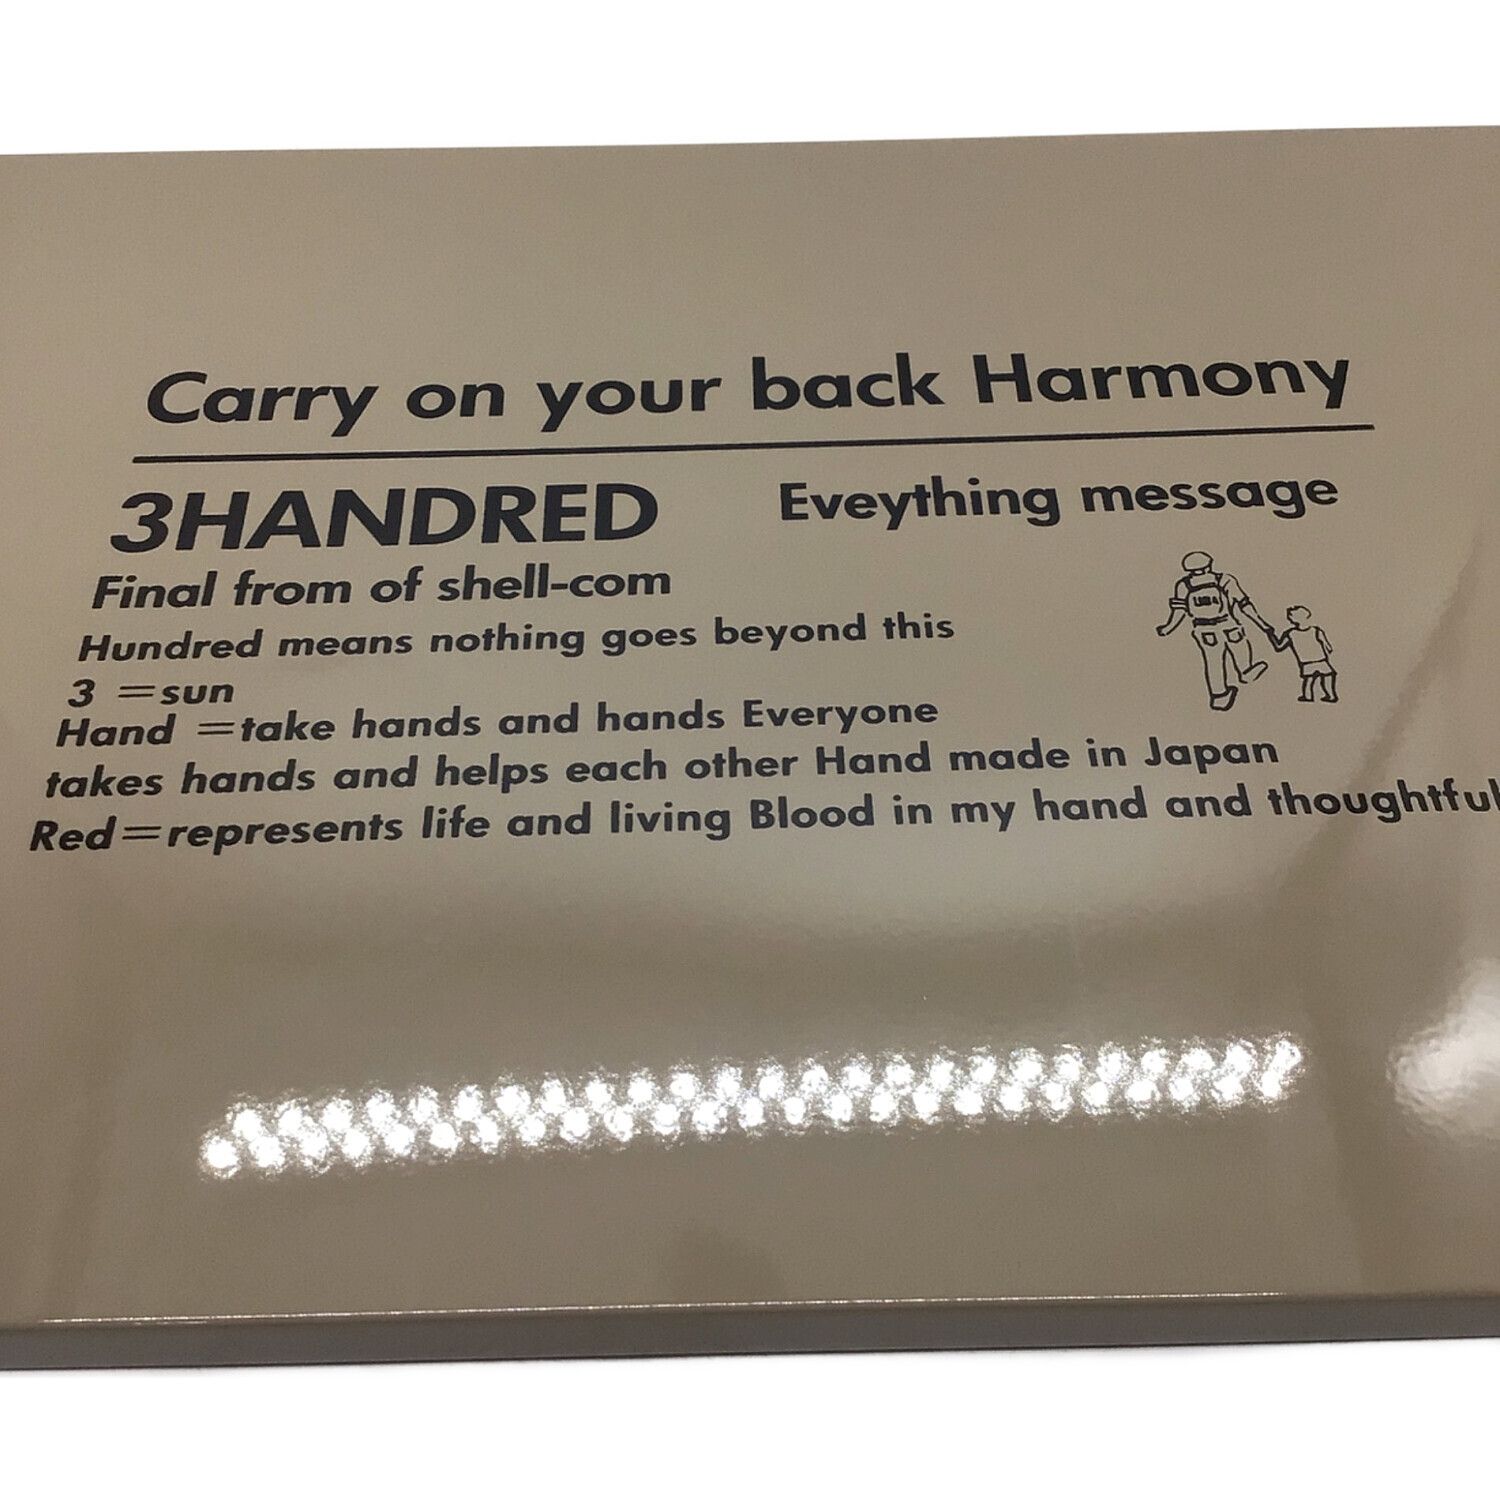 Carry on your back Harmony
3HANDRED
Eveything message
Final from of shell-com
Hundred means nothing goes beyond this
3 =sun
Hand =take hands and hands Everyone
takes hands and helps each other Hand made in Japan
Red=represents life and living Blood in my hand and thoughtful
USA